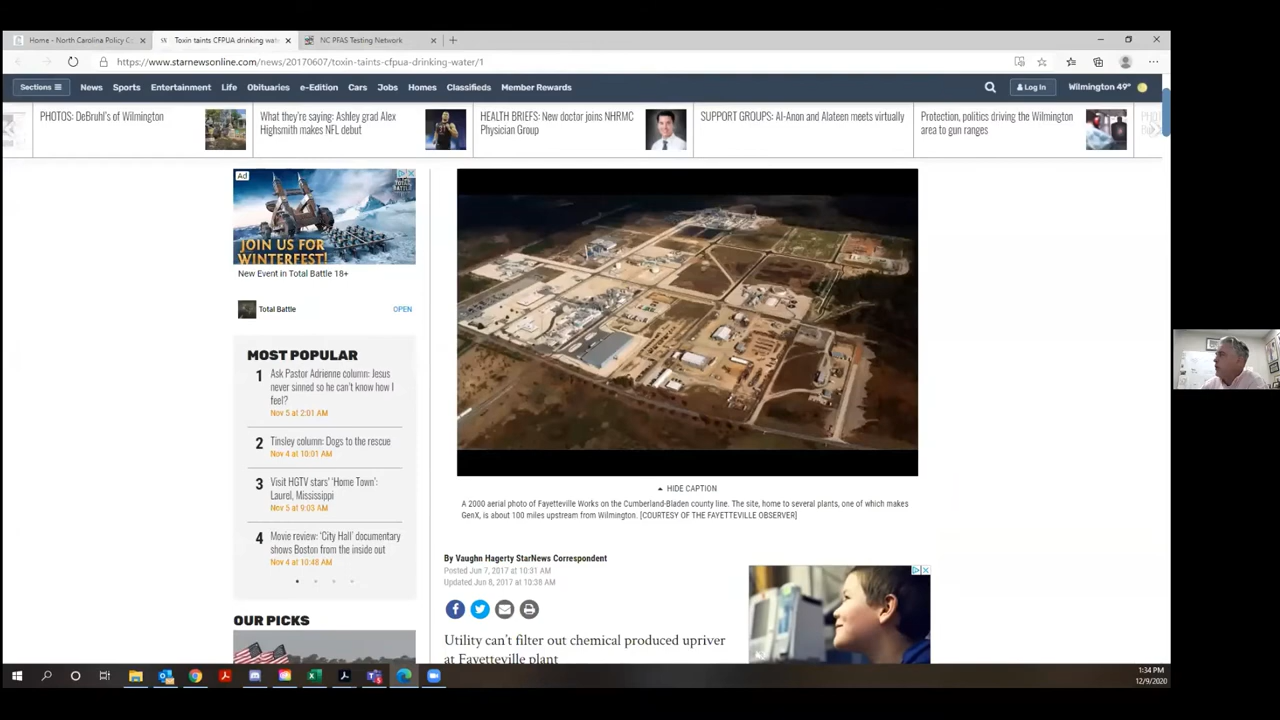 Home - North Carolina Policy C
Toxin taints CFPUA drinking wate
NC PFAS Testing Network
https://www.starnewsonline.com/news/20170607/toxin-taints-cfpua-drinking-water/1
Sections
News
Sports
Entertainment
Life
Obituaries
e-Edition
Cars
Jobs
Homes
Classifieds
Member Rewards
Log In
Wilmington 49°
PHOTOS: DeBruhl's of Wilmington
What they're saying: Ashley grad Alex
Highsmith makes NFL debut
HEALTH BRIEFS: New doctor joins NHRMC
Physician Group
SUPPORT GROUPS: Al-Anon and Alateen meets virtually
Protection, politics driving the Wilmington
area to gun ranges
Ad
TOTAL BATTLE
JOIN US FOR
WINTERFEST!
New Event in Total Battle 18+
Total Battle
OPEN
MOST POPULAR
1 Ask Pastor Adrienne column: Jesus
never sinned so he can't know how I
feel?
Nov 5 at 2:01 AM
2 Tinsley column: Dogs to the rescue
Nov 4 at 10:01 AM
3 Visit HGTV stars' 'Home Town':
Laurel, Mississippi
Nov 5 at 9:03 AM
4 Movie review: 'City Hall' documentary
shows Boston from the inside out
Nov 4 at 10:48 AM
OUR PICKS
HIDE CAPTION
A 2000 aerial photo of Fayetteville Works on the Cumberland-Bladen county line. The site, home to several plants, one of which makes
GenX, is about 100 miles upstream from Wilmington. [COURTESY OF THE FAYETTEVILLE OBSERVER]
By Vaughn Hagerty StarNews Correspondent
Posted Jun 7, 2017 at 10:31 AM
Updated Jun 8, 2017 at 10:38 AM
Utility can't filter out chemical produced upriver
at Fayetteville plant
1:34 PM
12/9/2020